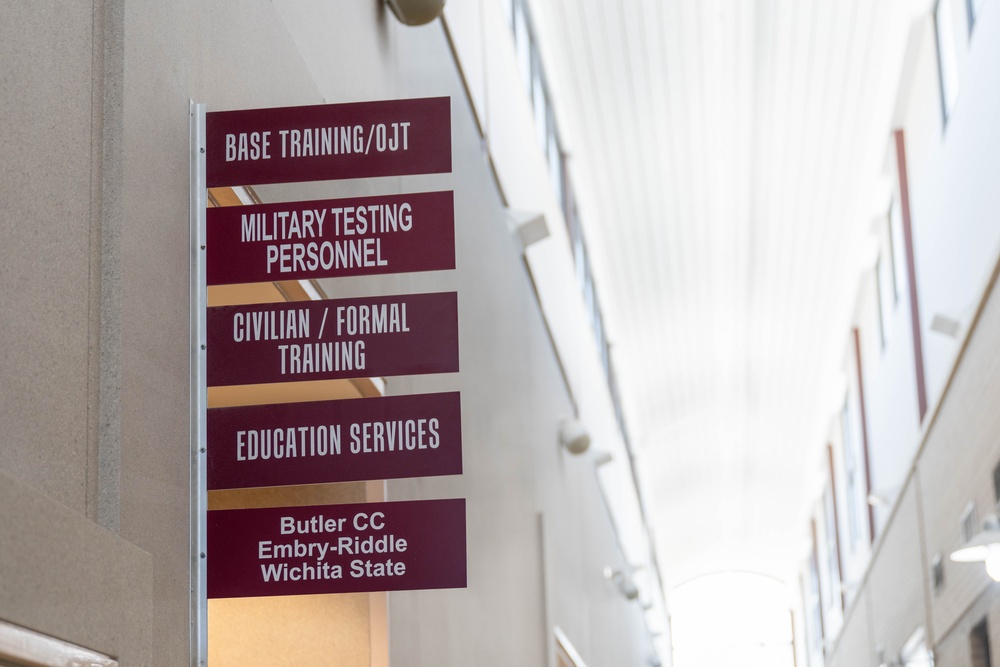 BASE TRAINING/OJT
MILITARY TESTING
PERSONNEL
CIVILIAN / FORMAL
TRAINING
EDUCATION SERVICES
Butler CC
Embry-Riddle
Wichita State